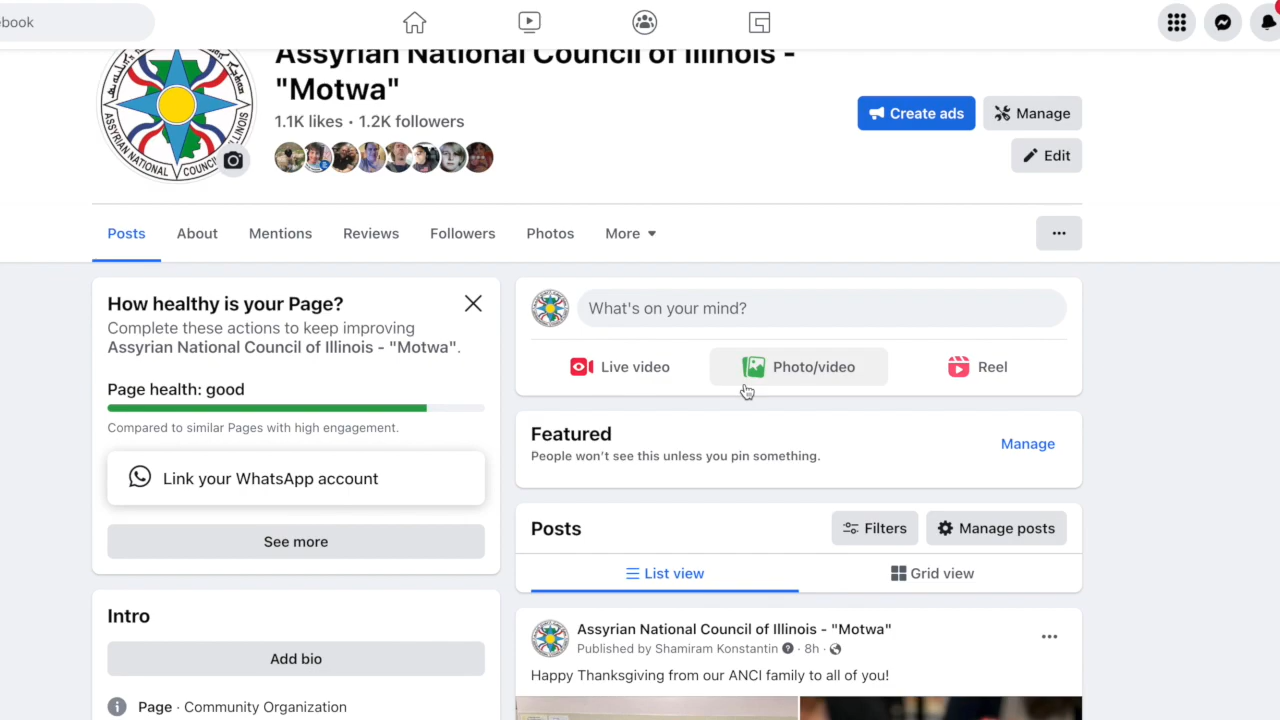 ebook
Assyrian National Council of Illinois -
"Motwa"
1.1K likes • 1.2K followers
Create ads
Manage
Edit
ASSYRIAN NATIONAL COUNCIL ILLINOIS
Posts
About
Mentions
Reviews
Followers
Photos
More
How healthy is your Page?
Complete these actions to keep improving
Assyrian National Council of Illinois - "Motwa".
Page health: good
Compared to similar Pages with high engagement.
Link your WhatsApp account
See more
Intro
Add bio
Page · Community Organization
What's on your mind?
Live video
Photo/video
Reel
Featured
People won't see this unless you pin something.
Manage
Posts
Filters
Manage posts
List view
Grid view
Assyrian National Council of Illinois - "Motwa"
Published by Shamiram Konstantin · 8h ·
Happy Thanksgiving from our ANCI family to all of you!